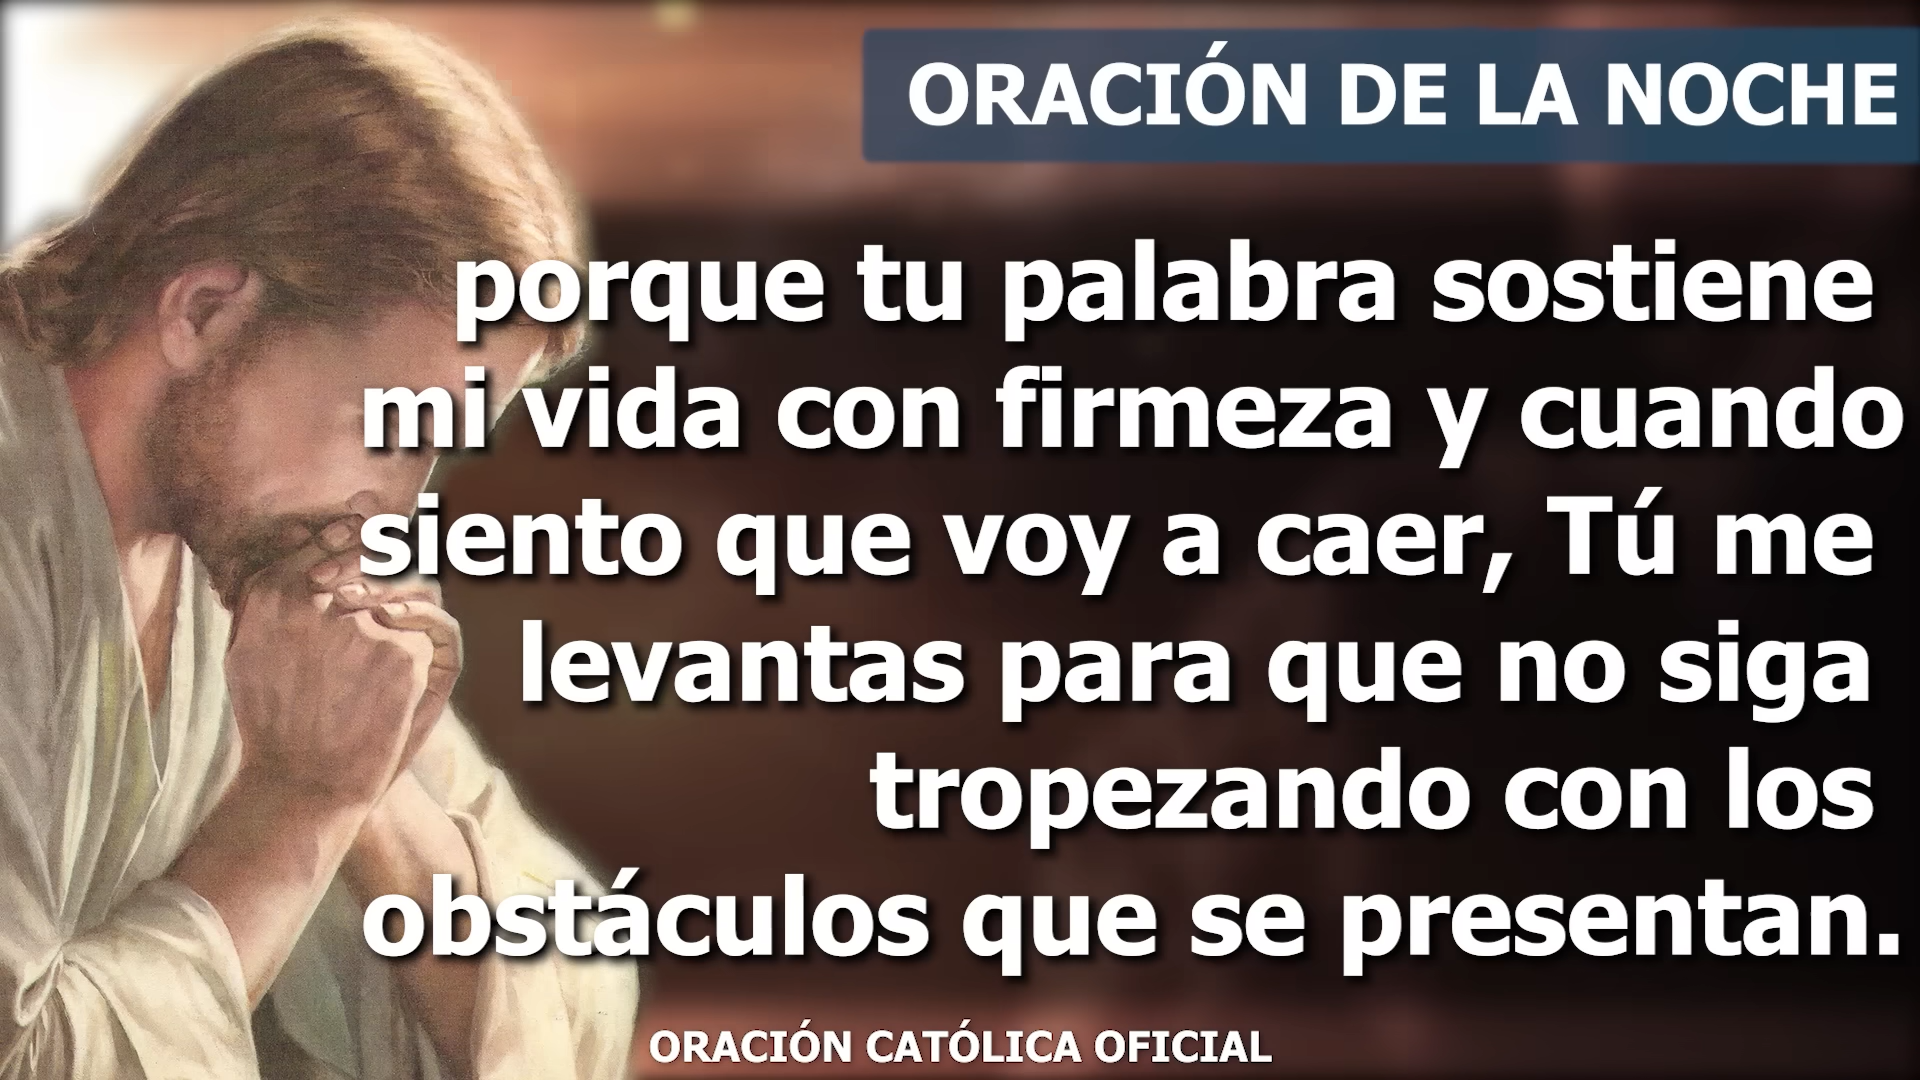 ORACIÓN DE LA NOCHE
porque tu palabra sostiene
mi vida con firmeza y cuando
siento que voy a caer, Tú me
levantas para que no siga
tropezando con los
obstáculos que se presentan.
ORACIÓN CATÓLICA OFICIAL